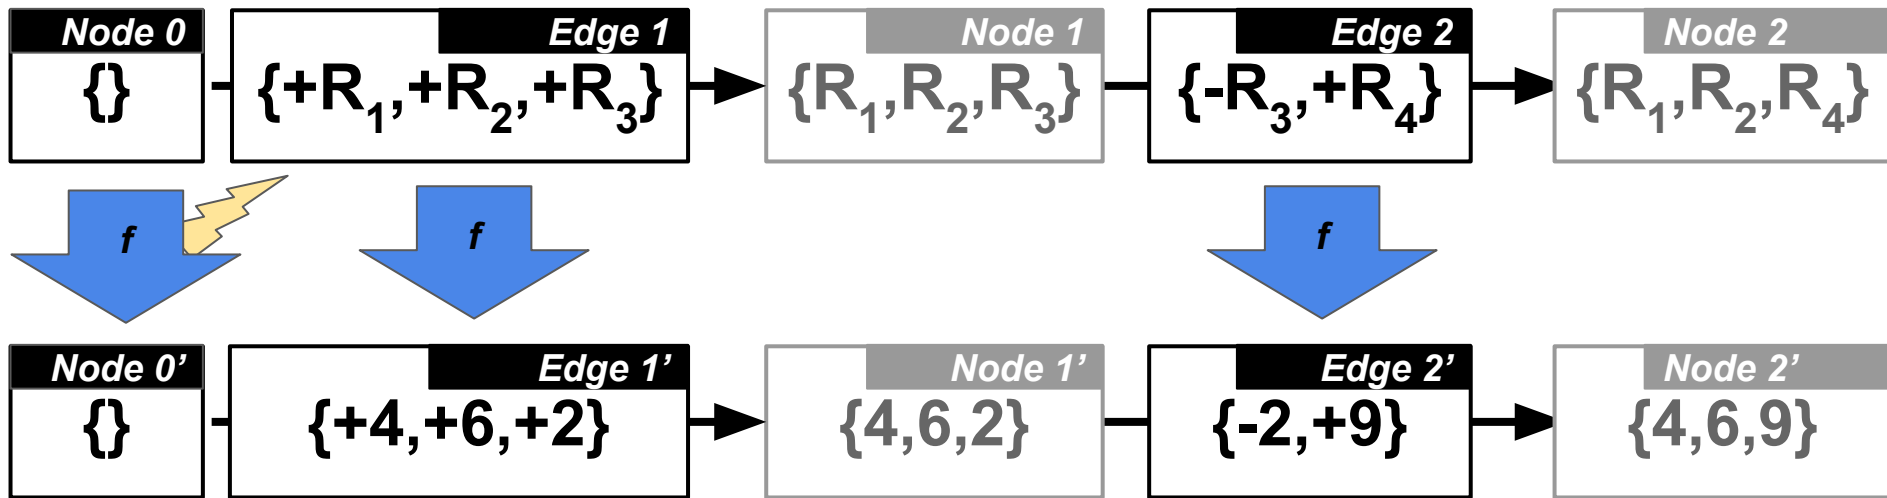 Node 0
{}
Edge 1
{+R₁,+R₂,+R₃}
Node 1
{R₁,R₂,R₃}
Edge 2
{-R₃,+R₄}
Node 2
{R₁,R₂,R₄}
f
f
f
Node 0’
{}
Edge 1’
{+4,+6,+2}
Node 1’
{4,6,2}
Edge 2’
{-2,+9}
Node 2’
{4,6,9}